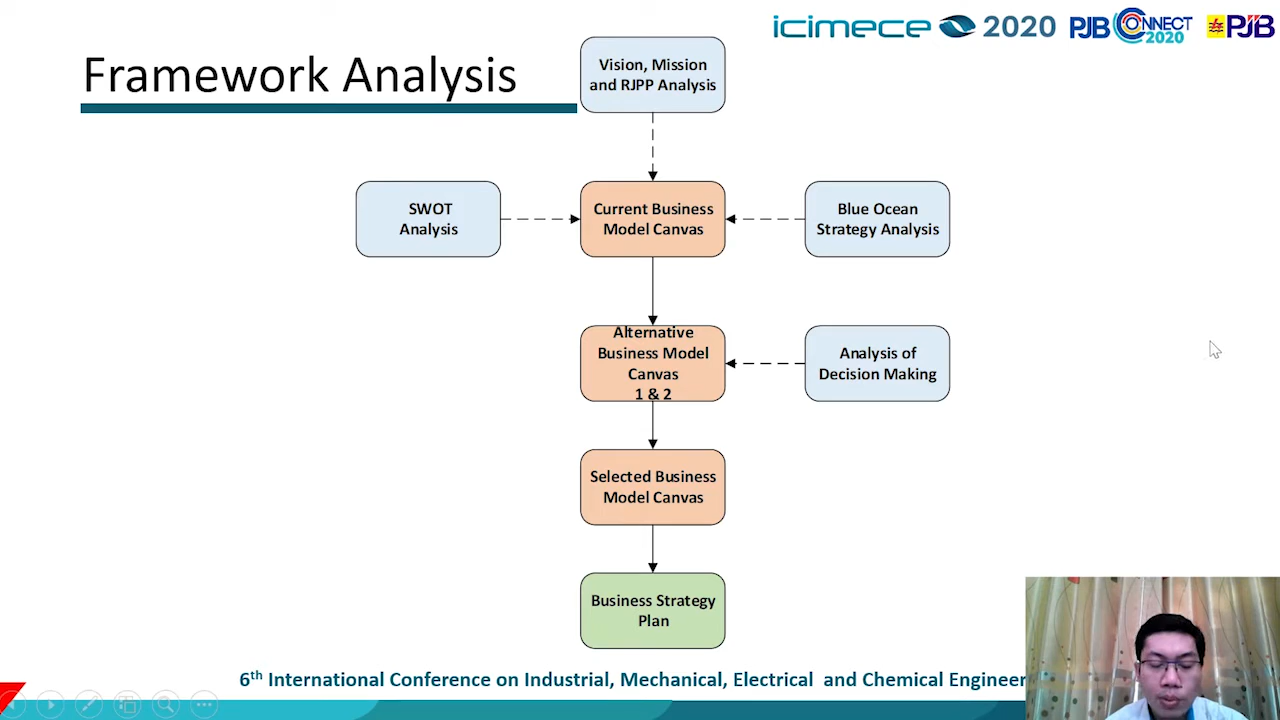 icimece 2020
PJB CONNECT 2020
PJB
Framework Analysis
Vision, Mission
and RJPP Analysis
SWOT
Analysis
Current Business
Model Canvas
Blue Ocean
Strategy Analysis
Alternative
Business Model
Canvas
1 & 2
Analysis of
Decision Making
Selected Business
Model Canvas
Business Strategy
Plan
6th International Conference on Industrial, Mechanical, Electrical and Chemical Engineer